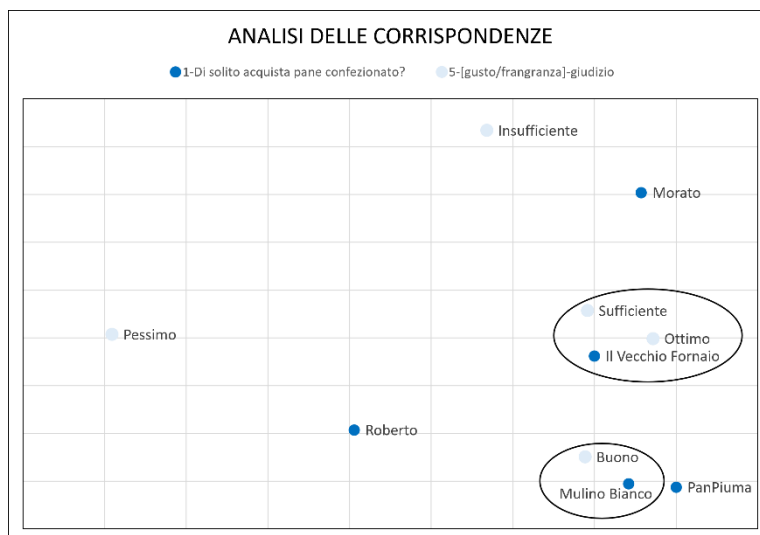 ANALISI DELLE CORRISPONDENZE
1-Di solito acquista pane confezionato?
5-[gusto/frangranza]-giudizio
Insufficiente
Morato
Sufficiente
Pessimo
Ottimo
Il Vecchio Fornaio
Roberto
Buono
Mulino Bianco
PanPiuma